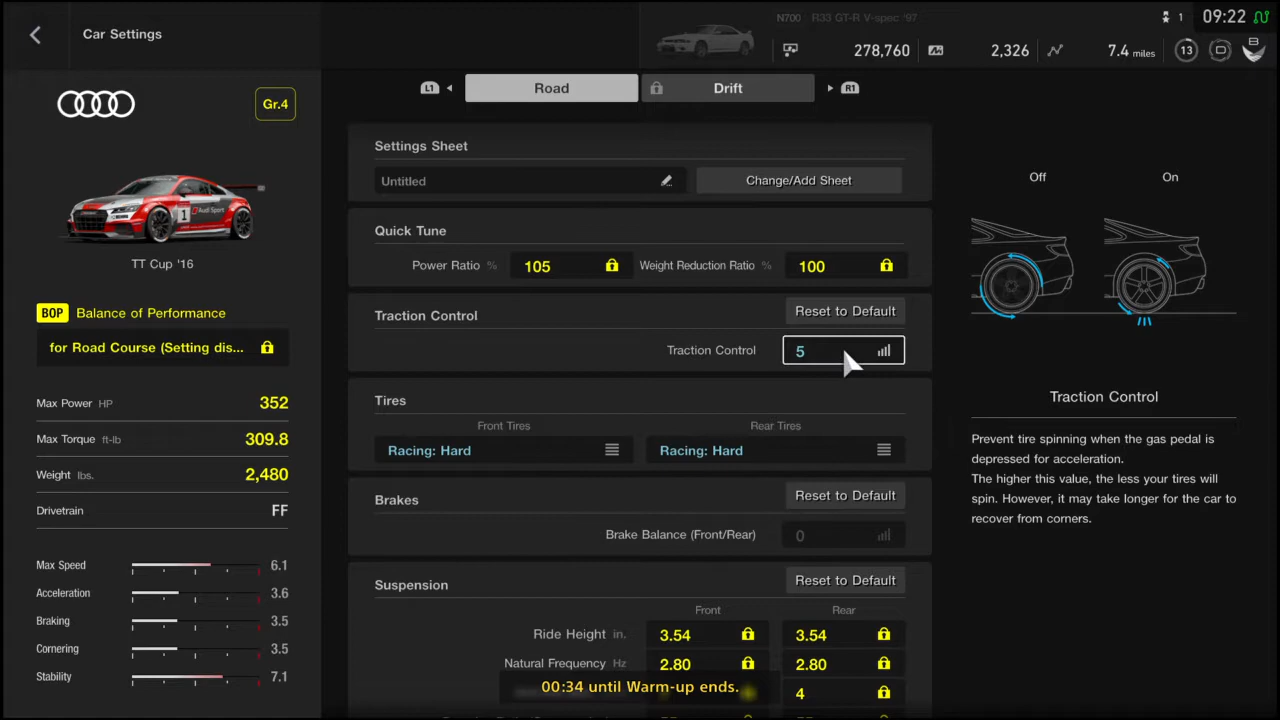 Car Settings
N700 R33 GT-R V-spec '97
1 09:22
278,760 2,326 7.4 miles 13 B
L1 Road Drift R1
Gr.4
1 Audi Sport
TT Cup '16
BOP Balance of Performance
for Road Course (Setting dis...
Max Power HP 352
Max Torque ft-lb 309.8
Weight lbs. 2,480
Drivetrain FF
Max Speed 6.1
Acceleration 3.6
Braking 3.5
Cornering 3.5
Stability 7.1
Settings Sheet
Untitled Change/Add Sheet
Quick Tune
Power Ratio % 105 Weight Reduction Ratio % 100
Traction Control Reset to Default
Traction Control 5
Tires
Front Tires Rear Tires
Racing: Hard Racing: Hard
Brakes Reset to Default
Brake Balance (Front/Rear) 0
Suspension Reset to Default
Front Rear
Ride Height in. 3.54 3.54
Natural Frequency Hz 2.80 2.80
4
00:34 until Warm-up ends.
Off On
Traction Control
Prevent tire spinning when the gas pedal is
depressed for acceleration.
The higher this value, the less your tires will
spin. However, it may take longer for the car to
recover from corners.